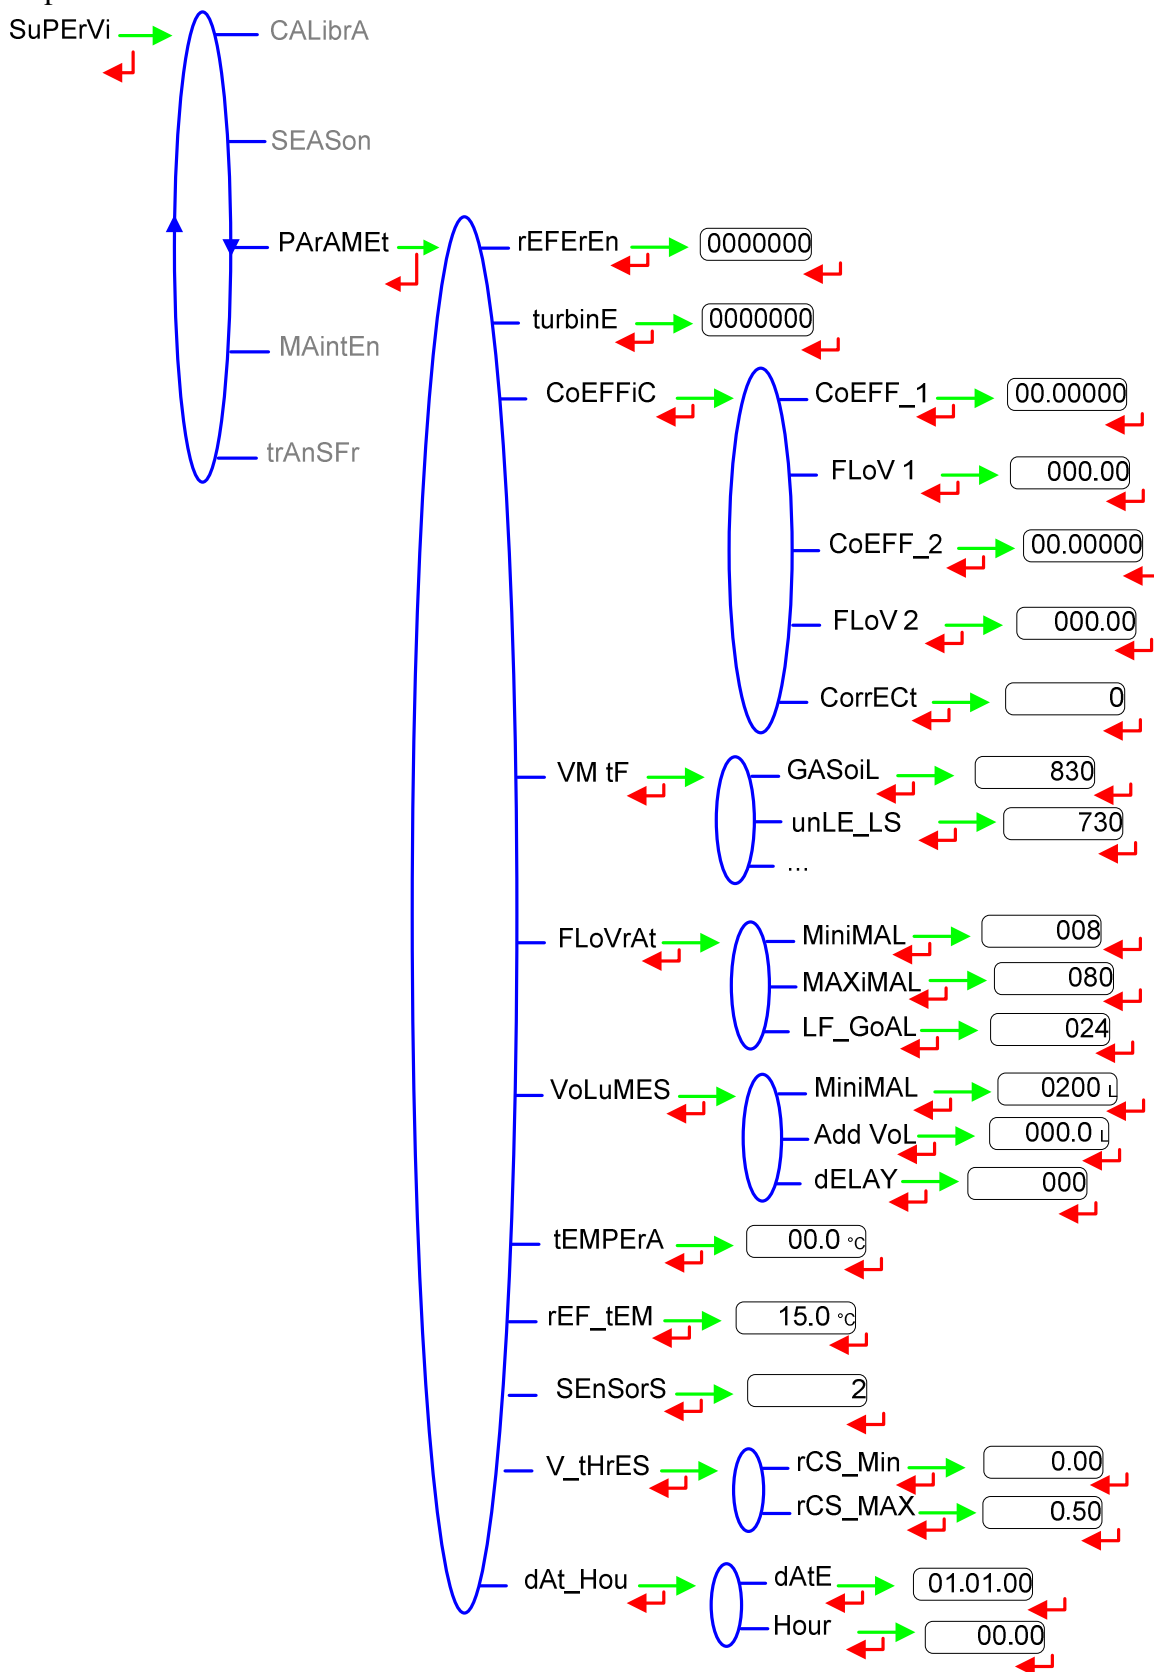 SuPErVi
CALibrA
SEASon
PArAMEt
rEFErEn 0000000
turbinE 0000000
MAintEn
CoEFFiC
CoEFF_1 00.00000
trAnSFr
FLoV 1 000.00
CoEFF_2 00.00000
FLoV 2 000.00
CorrECt 0
VM tF
GASoiL 830
unLE_LS 730
...
FLoVrAt
MiniMAL 008
MAXiMAL 080
LF_GoAL 024
VoLuMES
MiniMAL 0200 L
Add VoL 000.0 L
dELAY 000
tEMPErA 00.0 °C
rEF_tEM 15.0 °C
SEnSorS 2
V_tHrES
rCS_Min 0.00
rCS_MAX 0.50
dAt_Hou
dAtE 01.01.00
Hour 00.00